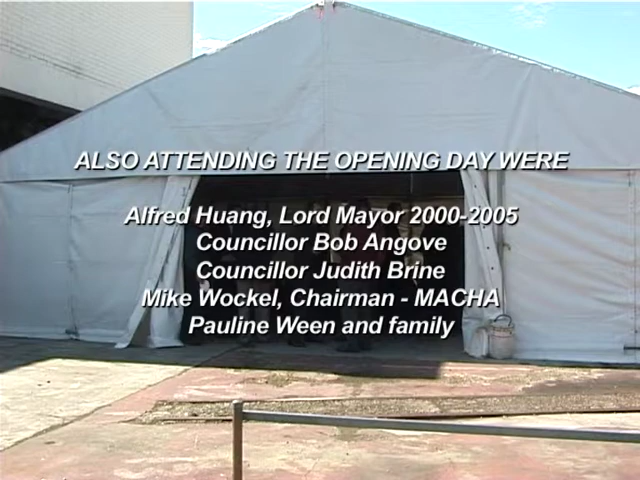 ALSO ATTENDING THE OPENING DAY WERE
Alfred Huang, Lord Mayor 2000-2005
Councillor Bob Angove
Councillor Judith Brine
Mike Wockel, Chairman - MACHA
Pauline Ween and family